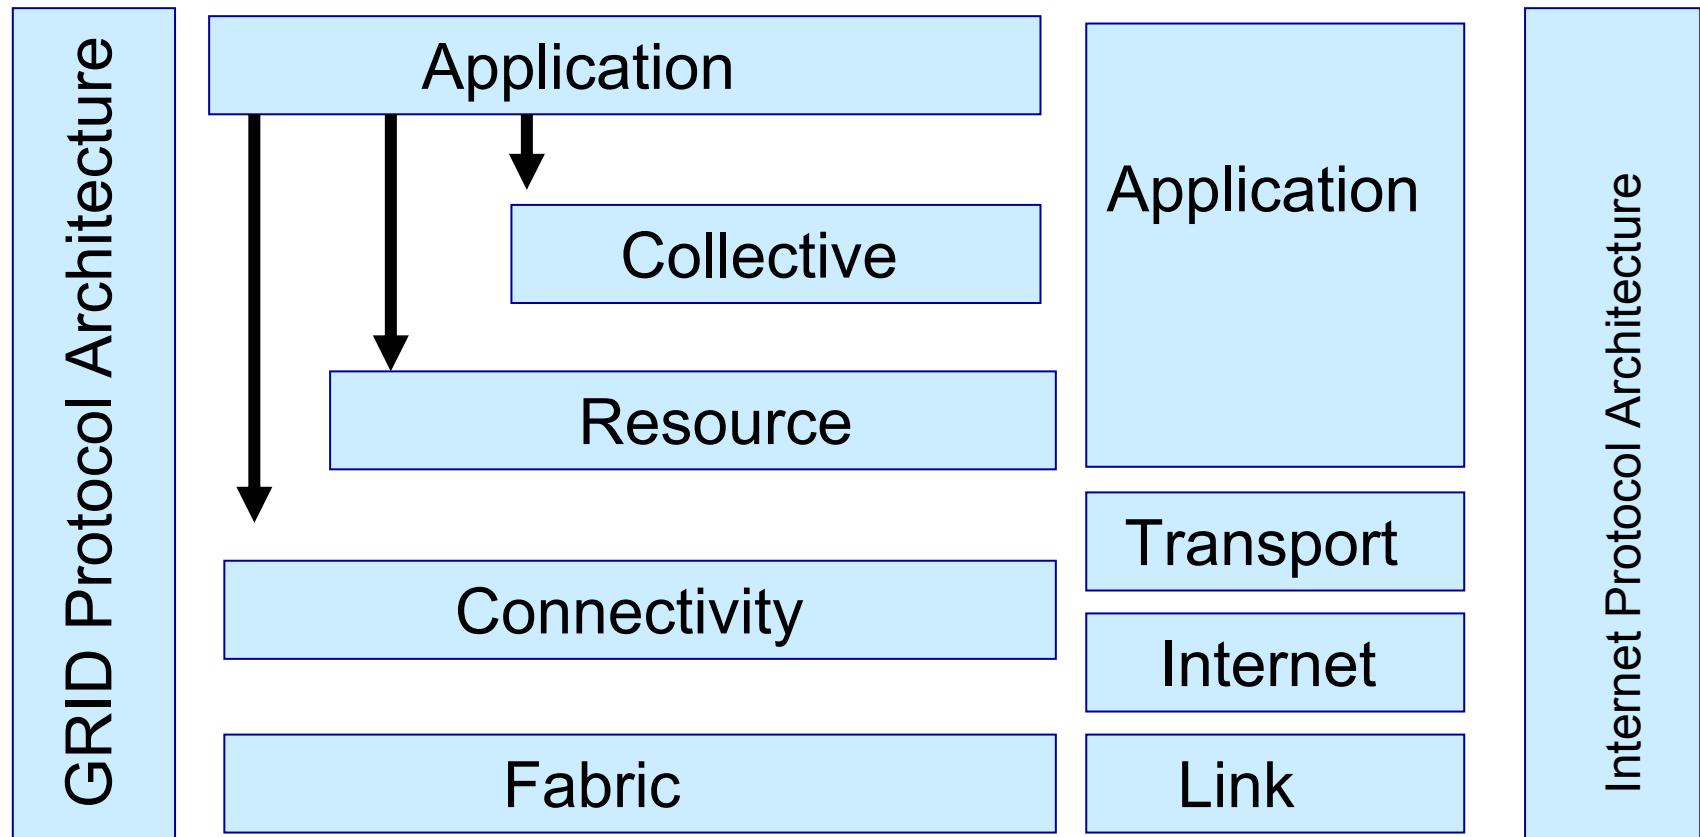 GRID Protocol Architecture
Application
Collective
Resource
Connectivity
Fabric
Application
Transport
Internet
Link
Internet Protocol Architecture